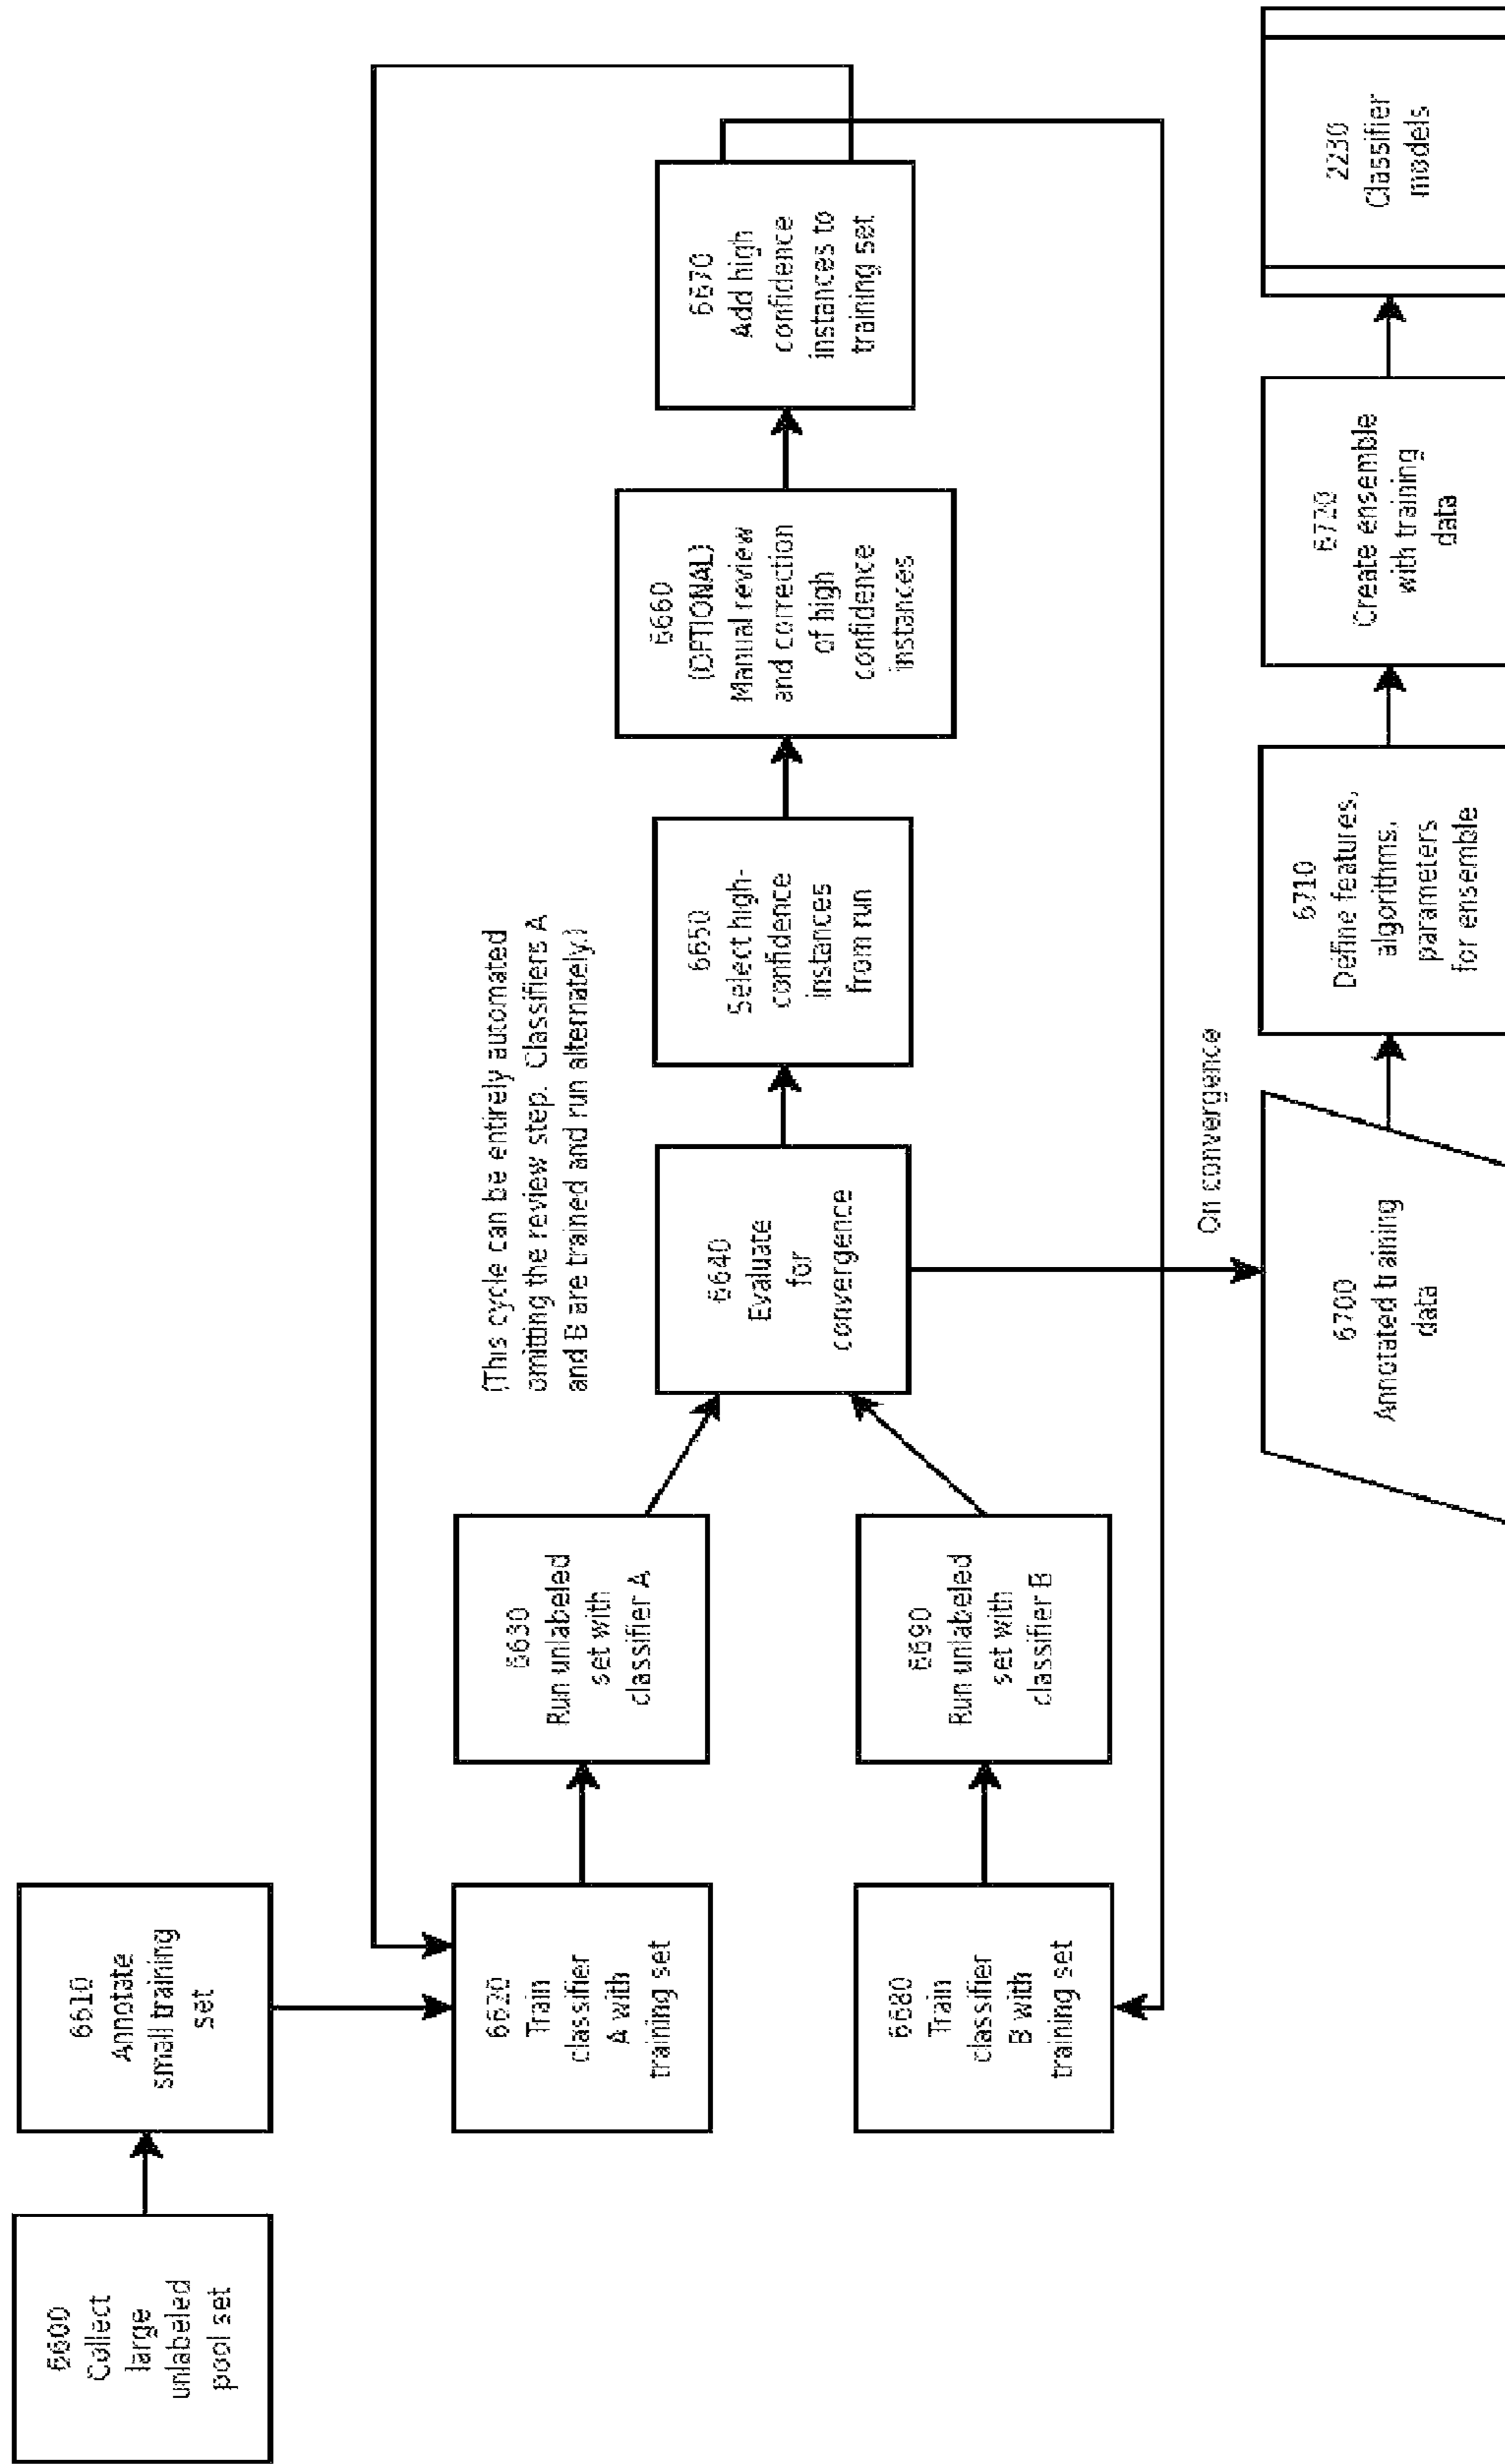 6600
Collect
large
unlabeled
pool set
6610
Annotate
small training
set
(This cycle can be entirely automated
omitting the review step.  Classifiers A
and B are trained and run alternately.)
6620
Train
classifier
A with
training set
6630
Run unlabeled
set with
classifier A
6640
Evaluate
for
convergence
6650
Select high-
confidence
instances
from run
6660
(OPTIONAL)
Manual review
and correction
of high
confidence
instances
6670
Add high
confidence
instances to
training set
6680
Train
classifier
B with
training set
6690
Run unlabeled
set with
classifier B
On convergence
6700
Annotated training
data
6710
Define features,
algorithms,
parameters
for ensemble
6720
Create ensemble
with training
data
2230
Classifier
models